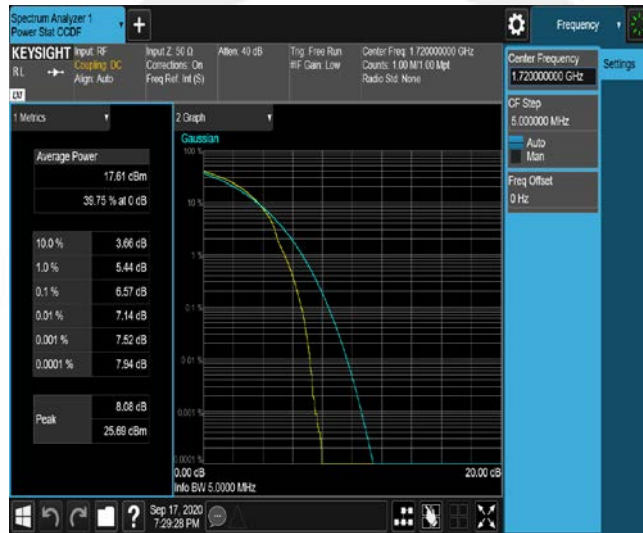 Spectrum Analyzer 1
Power Stat CCDF
+
Frequency
KEYSIGHT
RL
LXI
Input: RF
Coupling: DC
Align: Auto
Input Z: 50 Ω
Corrections: On
Freq Ref: Int (S)
Atten: 40 dB
Trig: Free Run
#IF Gain: Low
Center Freq: 1.720000000 GHz
Counts: 1.00 M/1.00 Mpt
Radio Std: None
Center Frequency
1.720000000 GHz
Settings
CF Step
5.000000 MHz
Auto
Man
Freq Offset
0 Hz
1 Metrics
Average Power
17.61 dBm
39.75 % at 0 dB
10.0 % 3.66 dB
1.0 % 5.44 dB
0.1 % 6.57 dB
0.01 % 7.14 dB
0.001 % 7.52 dB
0.0001 % 7.94 dB
Peak
8.08 dB
25.69 dBm
2 Graph
Gaussian
100 %
10 %
1 %
0.1 %
0.01 %
0.001 %
0.0001 %
0.00 dB
20.00 dB
Info BW 5.0000 MHz
?
Sep 17, 2020
7:29:28 PM